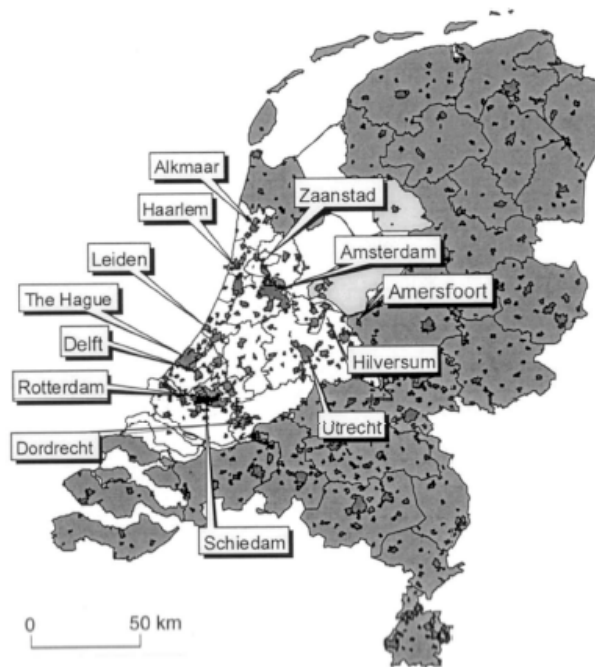 Alkmaar
Zaanstad
Haarlem
Amsterdam
Leiden
Amersfoort
The Hague
Delft
Hilversum
Rotterdam
Utrecht
Dordrecht
Schiedam
0 50 km